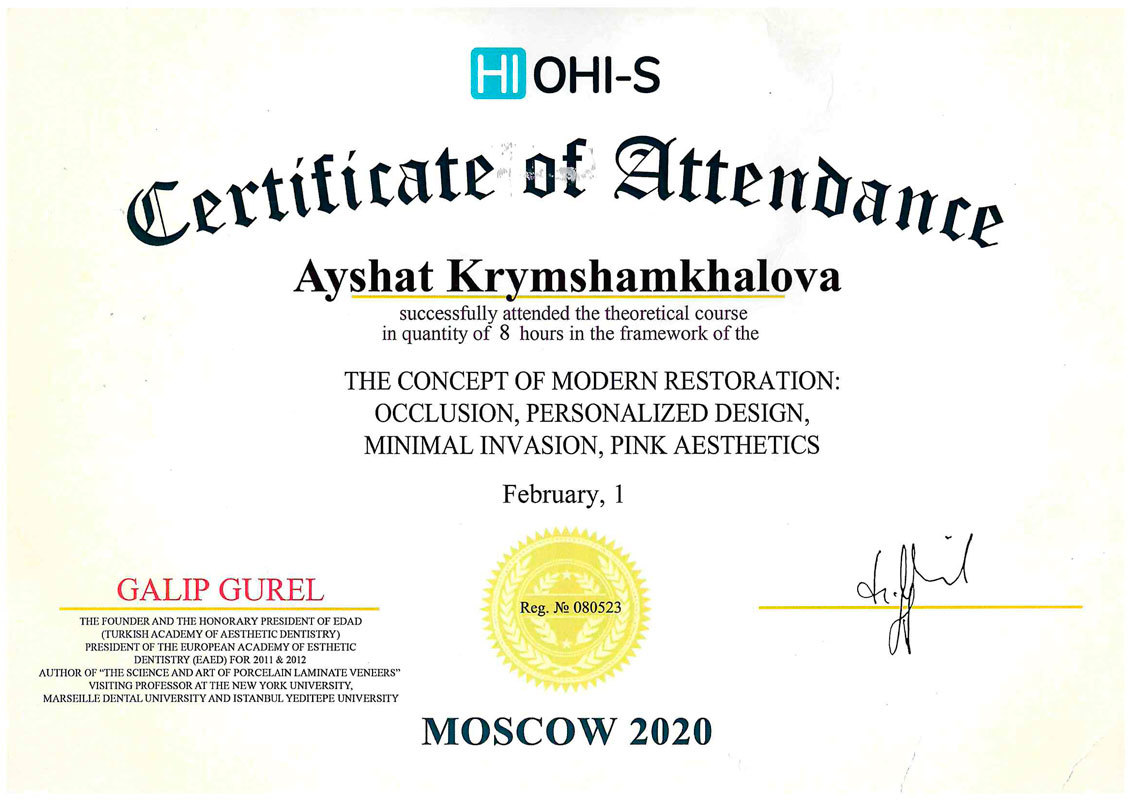 HI OHI-S
Certificate of Attendance
Ayshat Krymshamkhalova
successfully attended the theoretical course
in quantity of 8 hours in the framework of the
THE CONCEPT OF MODERN RESTORATION:
OCCLUSION, PERSONALIZED DESIGN,
MINIMAL INVASION, PINK AESTHETICS
February, 1
Reg. № 080523
GALIP GUREL
THE FOUNDER AND THE HONORARY PRESIDENT OF EDAD
(TURKISH ACADEMY OF AESTHETIC DENTISTRY)
PRESIDENT OF THE EUROPEAN ACADEMY OF ESTHETIC
DENTISTRY (EAED) FOR 2011 & 2012
AUTHOR OF “THE SCIENCE AND ART OF PORCELAIN LAMINATE VENEERS”
VISITING PROFESSOR AT THE NEW YORK UNIVERSITY,
MARSEILLE DENTAL UNIVERSITY AND ISTANBUL YEDITEPE UNIVERSITY
MOSCOW 2020